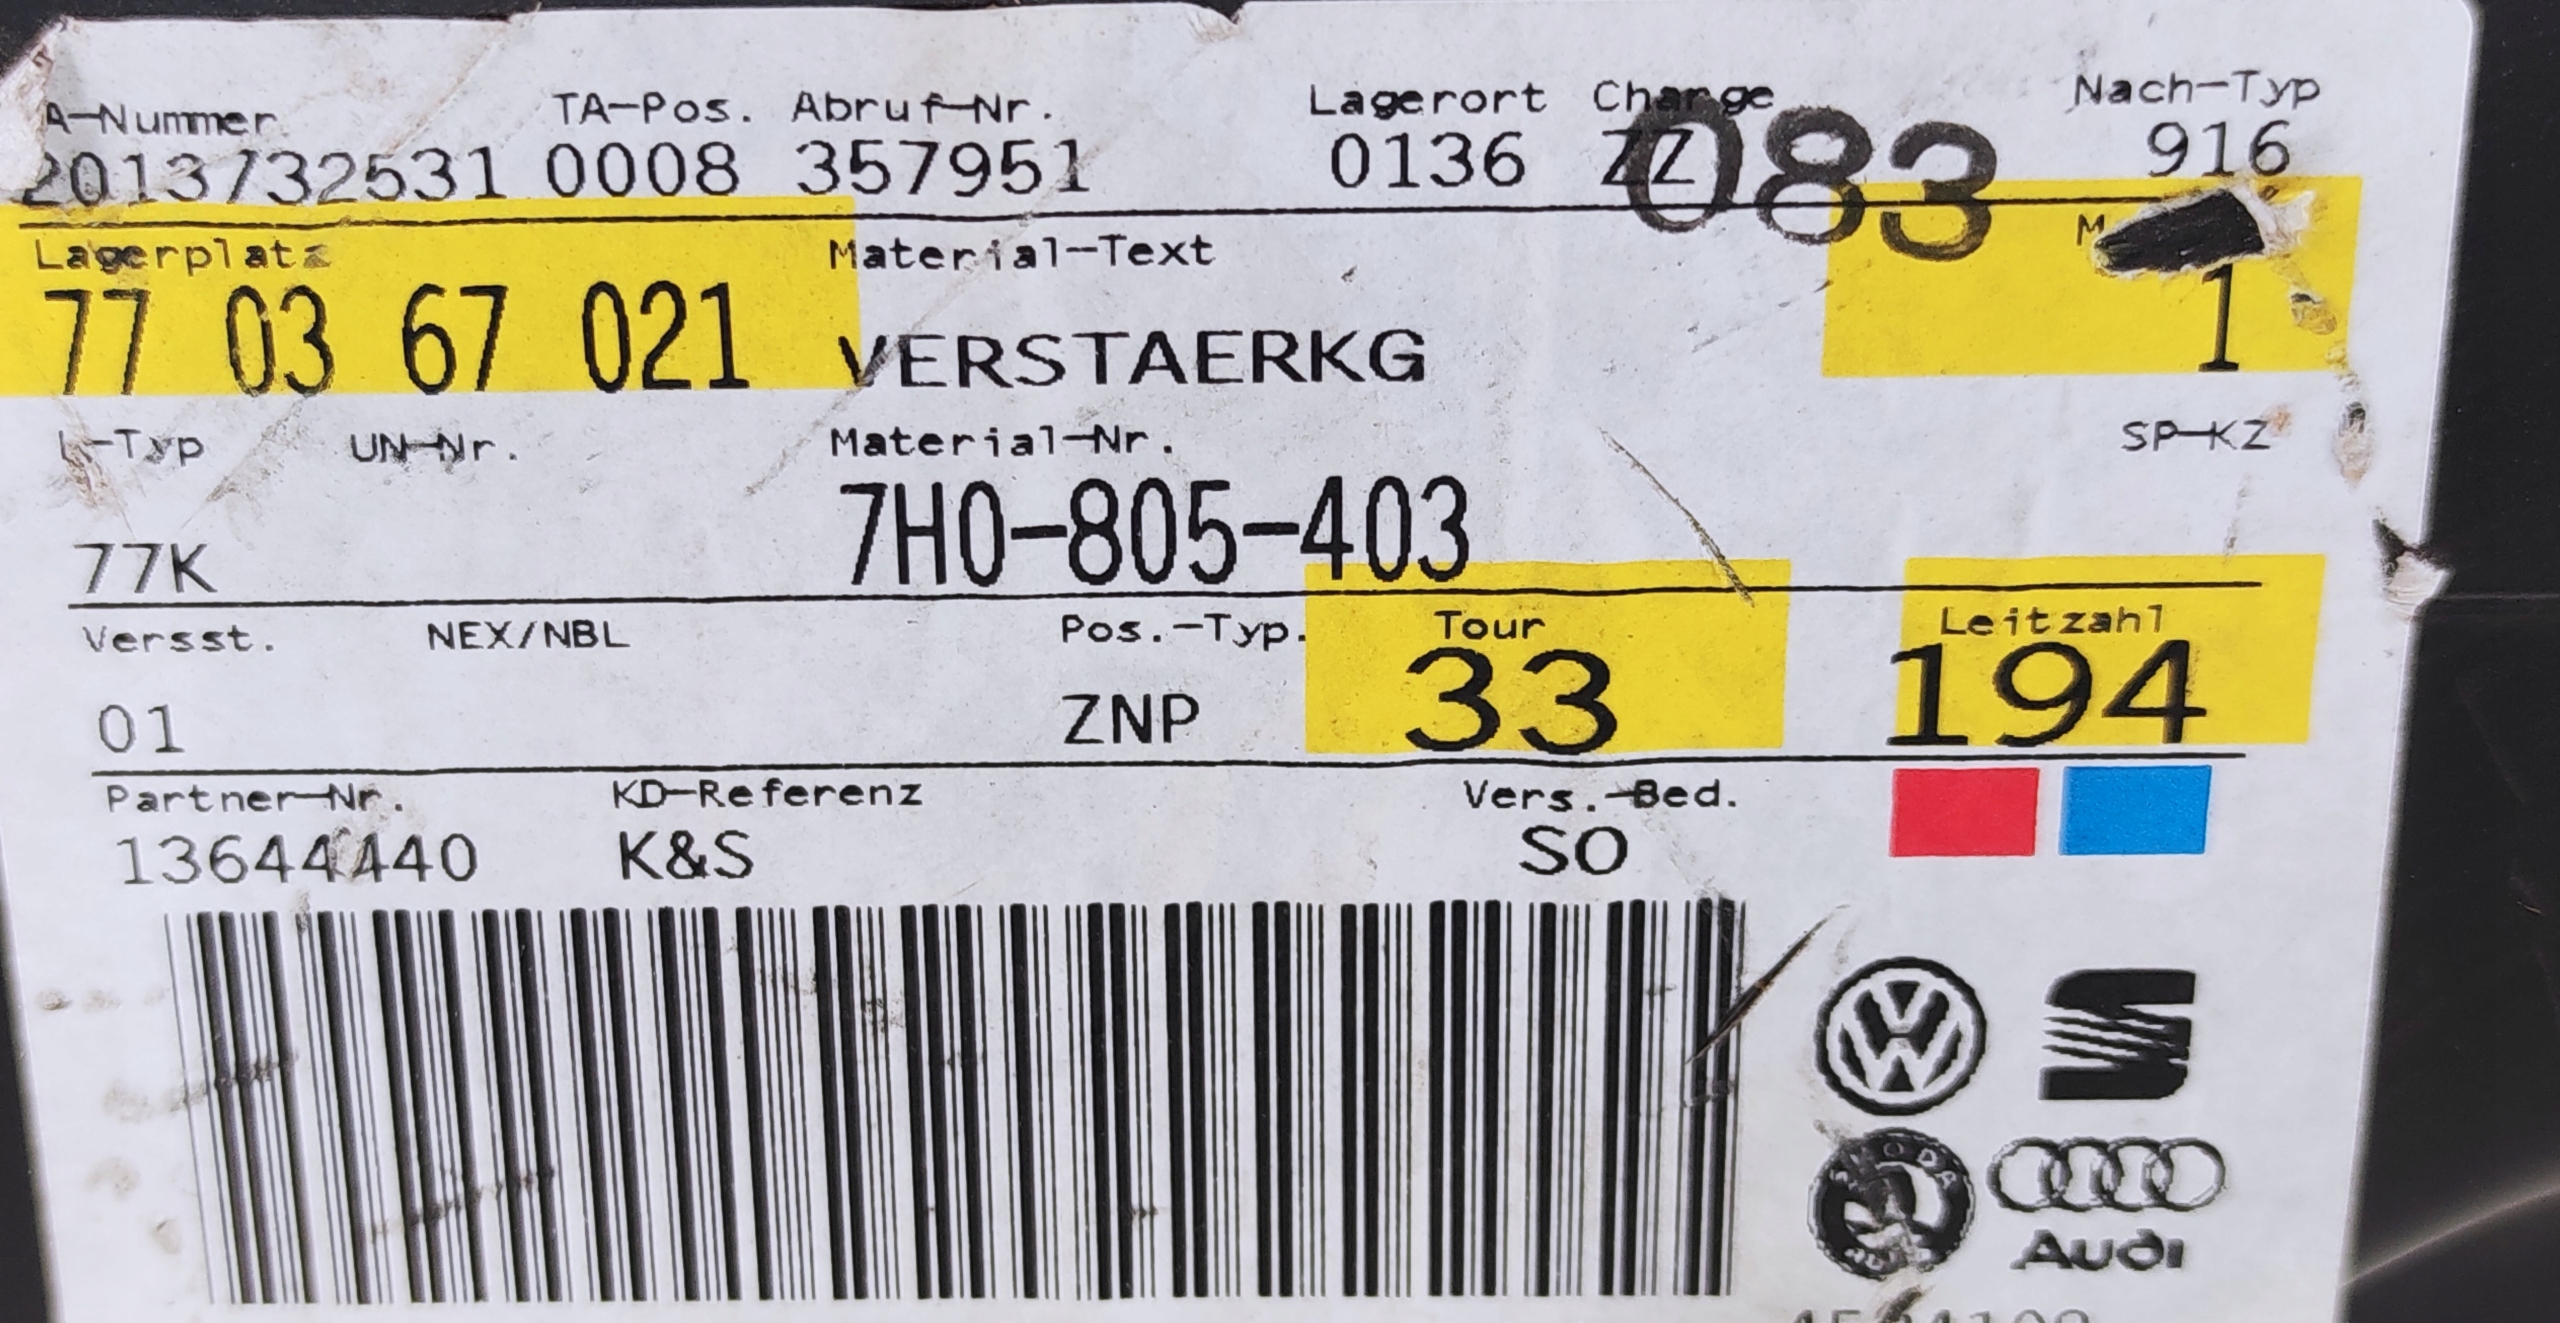 A-Nummer TA-Pos. Abruf-Nr. Lagerort Charge Nach-Typ
2013732531 0008 357951 0136 ZZ 083 916
Lagerplatz Material-Text
77 03 67 021 VERSTAERKG 1
L-Typ UN-Nr. Material-Nr. SP-KZ
77K 7H0-805-403
Versst. NEX/NBL Pos.-Typ. Tour Leitzahl
01 ZNP 33 194
Partner-Nr. KD-Referenz Vers.-Bed.
13644440 K&S SO
SKODA
AUTO
Audi